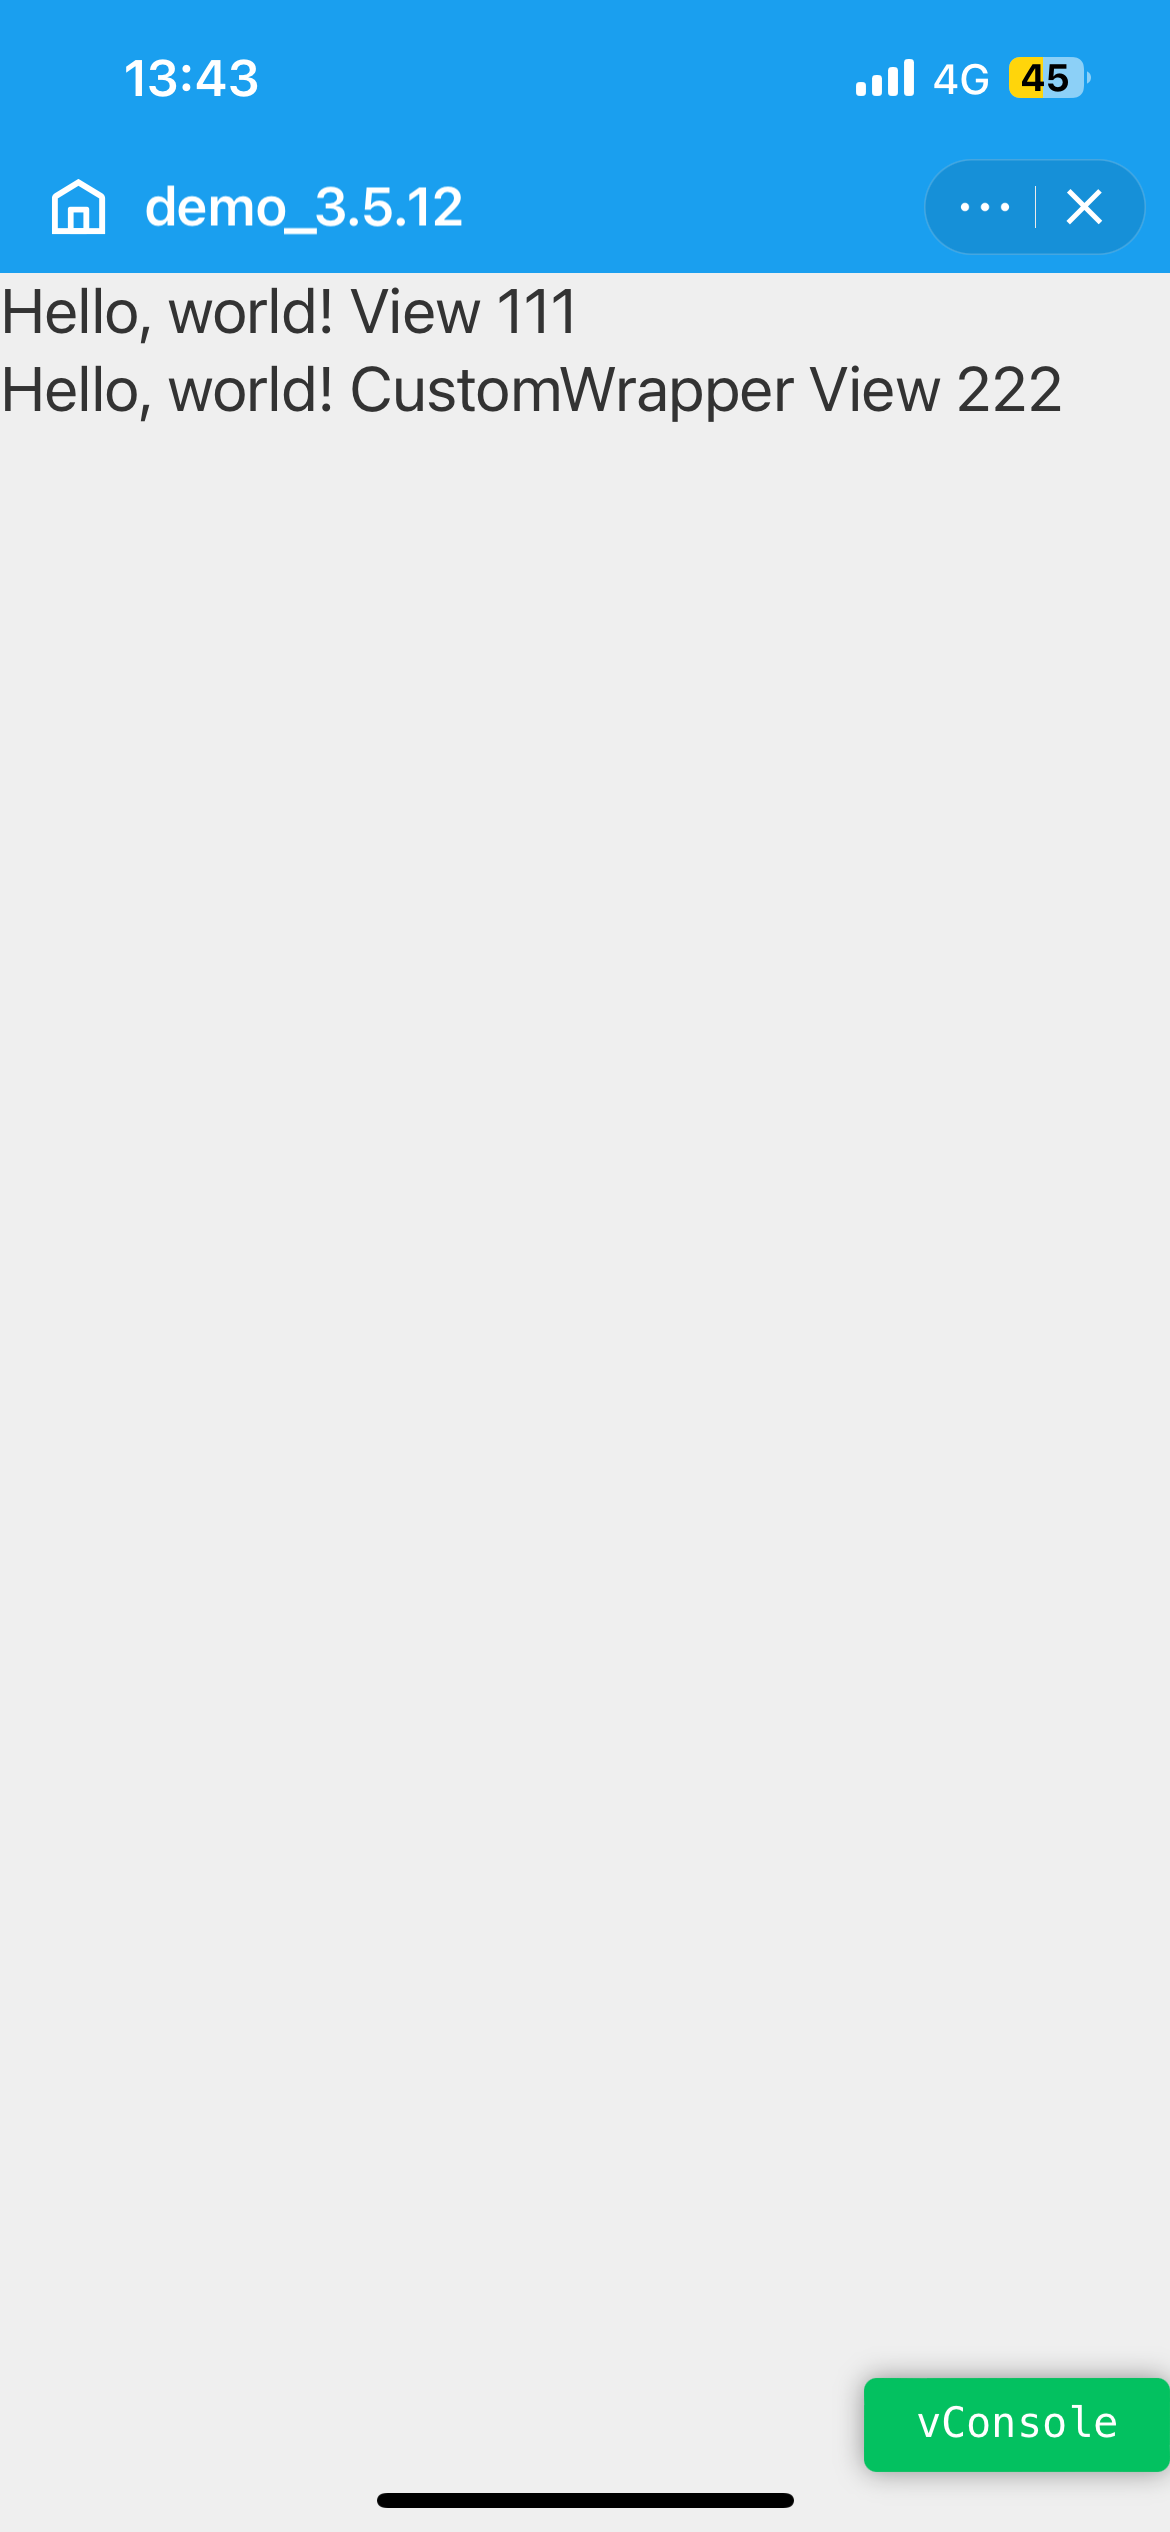 13:43
4G 45
demo_3.5.12
Hello, world! View 111
Hello, world! CustomWrapper View 222
vConsole